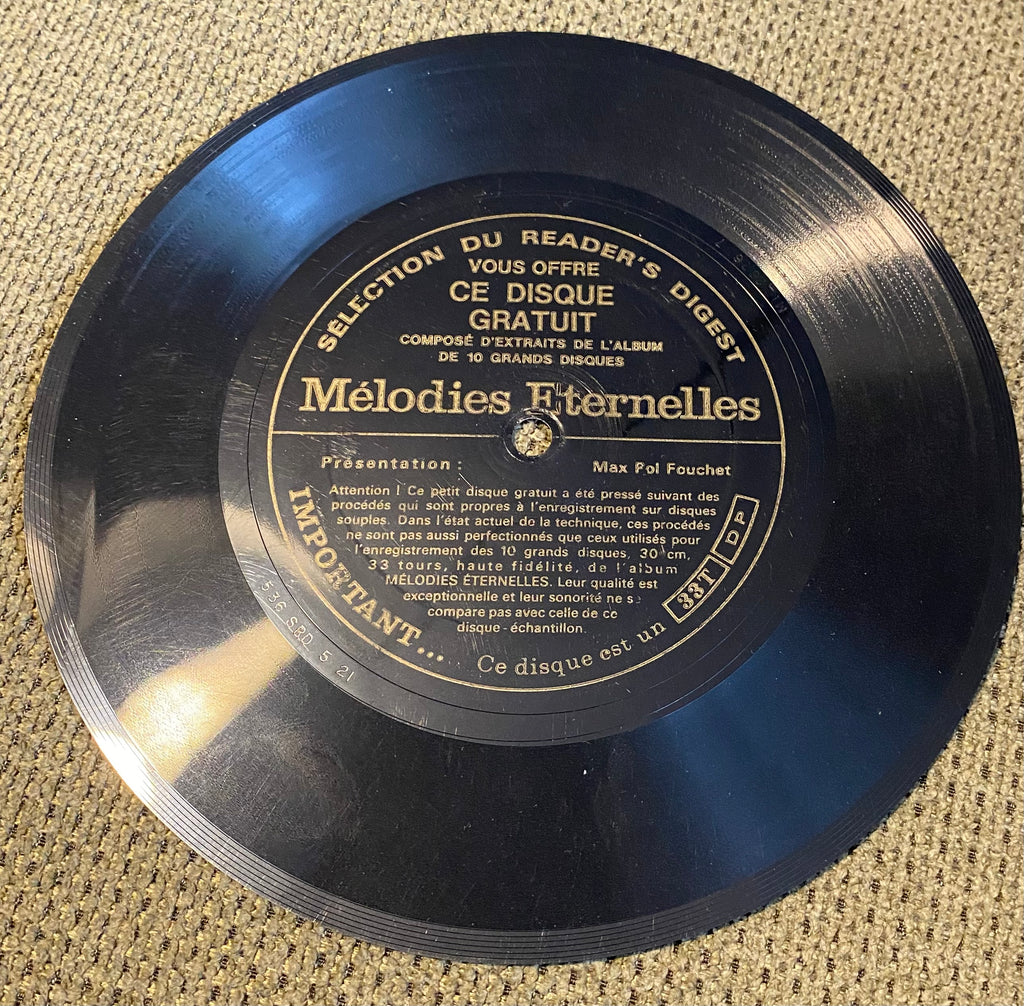 SÉLECTION DU READER'S DIGEST
VOUS OFFRE
CE DISQUE
GRATUIT
COMPOSÉ D'EXTRAITS DE L'ALBUM
DE 10 GRANDS DISQUES
Mélodies Eternelles
Présentation : Max Pol Fouchet
Attention ! Ce petit disque gratuit a été pressé suivant des
procédés qui sont propres à l'enregistrement sur disques
souples. Dans l'état actuel de la technique, ces procédés
ne sont pas aussi perfectionnés que ceux utilisés pour
l'enregistrement des 10 grands disques, 30 cm,
33 tours, haute fidélité, de l'album
MÉLODIES ÉTERNELLES. Leur qualité est
exceptionnelle et leur sonorité ne se
compare pas avec celle de ce
disque-échantillon.
IMPORTANT...
Ce disque est un 33T DP
536 SRD 5 21